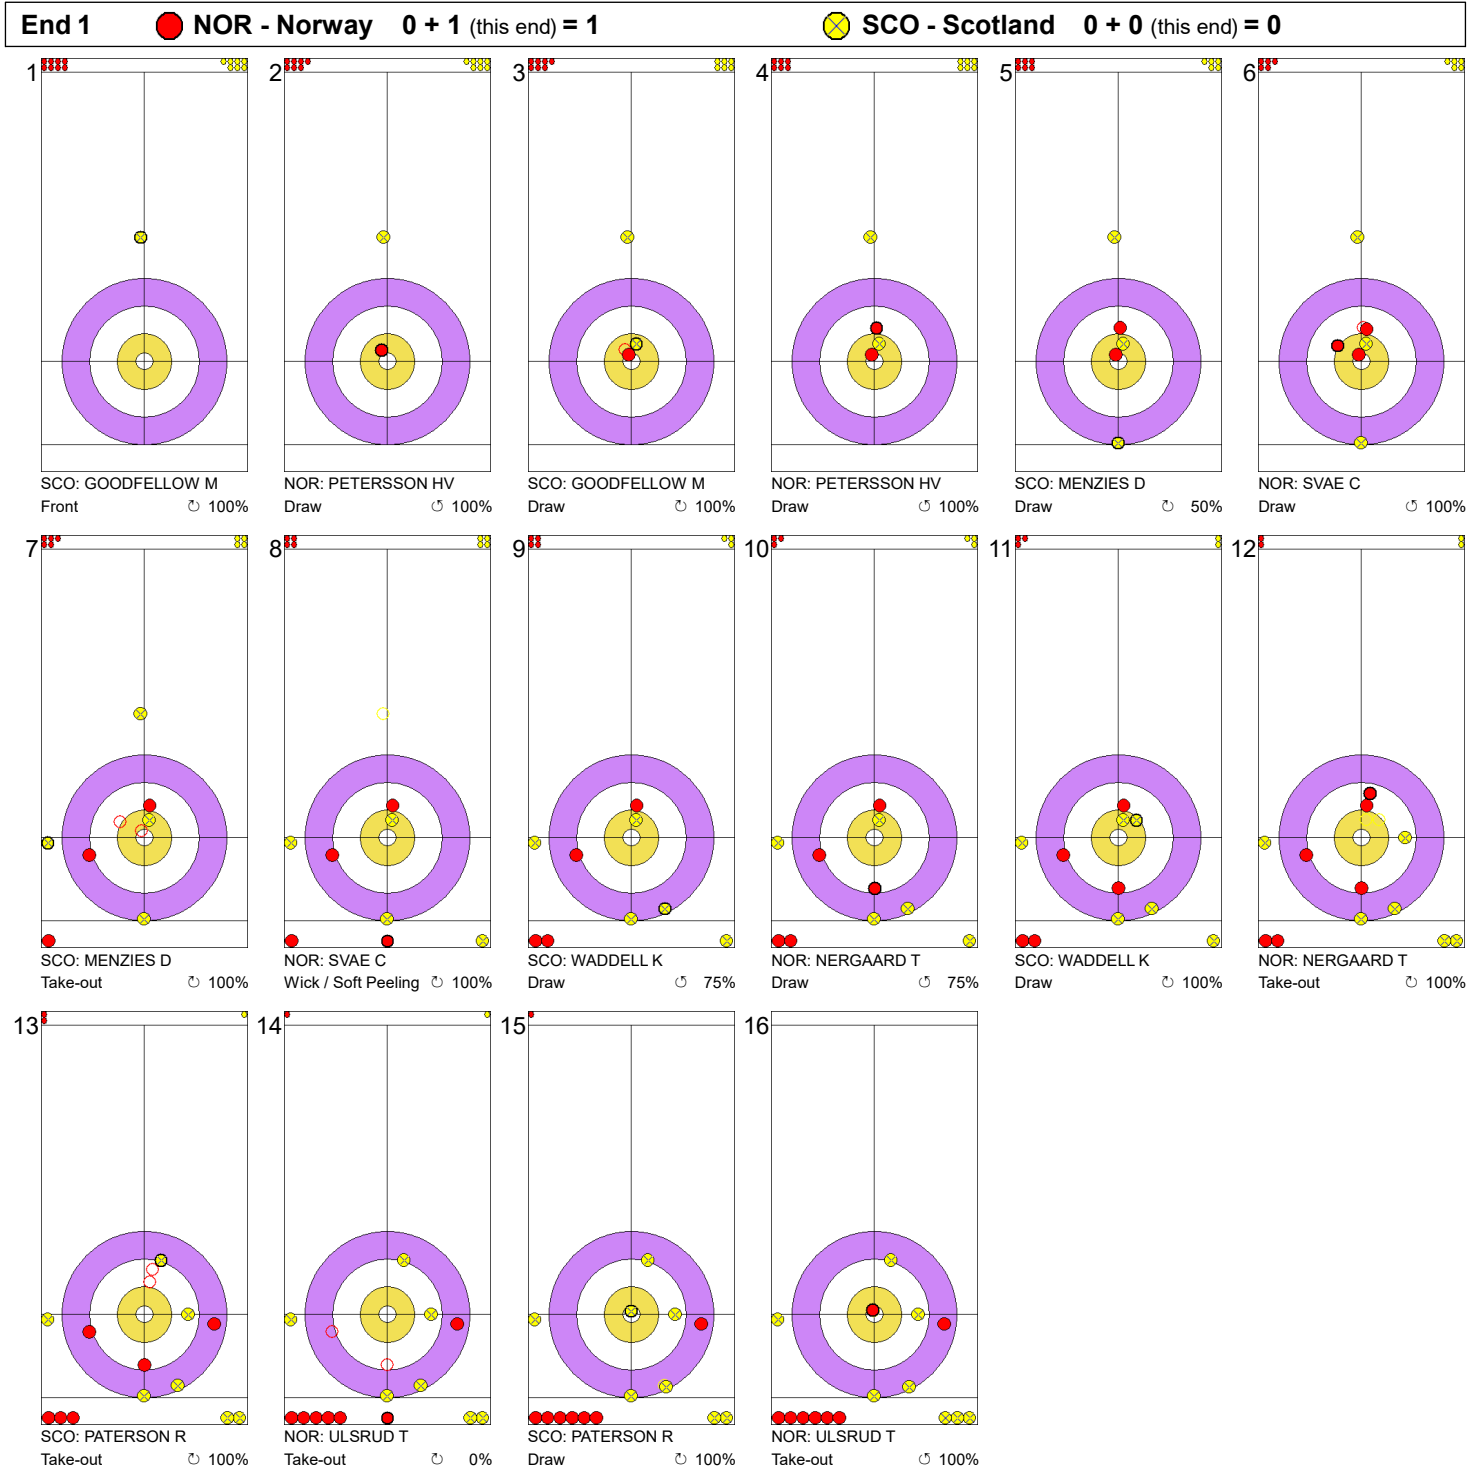 End 1 NOR - Norway 0 + 1 (this end) = 1 SCO - Scotland 0 + 0 (this end) = 0
1 2 3 4 5 6
SCO: GOODFELLOW M NOR: PETERSSON HV SCO: GOODFELLOW M NOR: PETERSSON HV SCO: MENZIES D NOR: SVAE C
Front ↻ 100% Draw ↻ 100% Draw ↻ 100% Draw ↻ 100% Draw ↻ 50% Draw ↻ 100%
7 8 9 10 11 12
SCO: MENZIES D NOR: SVAE C SCO: WADDELL K NOR: NERGAARD T SCO: WADDELL K NOR: NERGAARD T
Take-out ↻ 100% Wick / Soft Peeling ↻ 100% Draw ↺ 75% Draw ↺ 75% Draw ↻ 100% Take-out ↻ 100%
13 14 15 16
SCO: PATERSON R NOR: ULSRUD T SCO: PATERSON R NOR: ULSRUD T
Take-out ↻ 100% Take-out ↻ 0% Draw ↻ 100% Take-out ↻ 100%